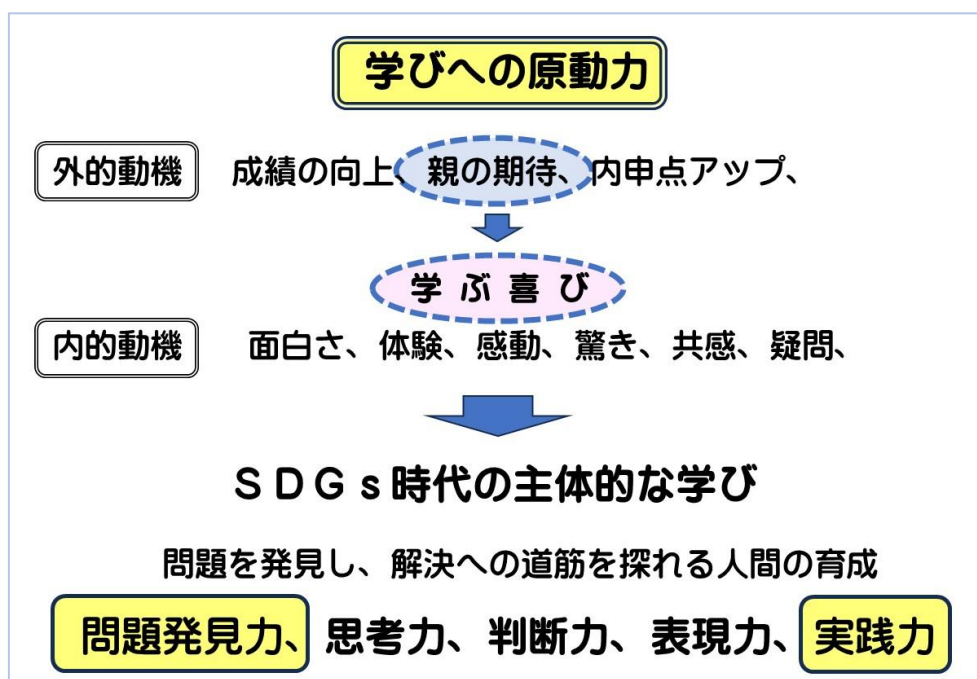 学びへの原動力
外的動機 成績の向上、親の期待、内申点アップ、
学ぶ喜び
内的動機 面白さ、体験、感動、驚き、共感、疑問、
ＳＤＧｓ時代の主体的な学び
問題を発見し、解決への道筋を探れる人間の育成
問題発見力、思考力、判断力、表現力、実践力